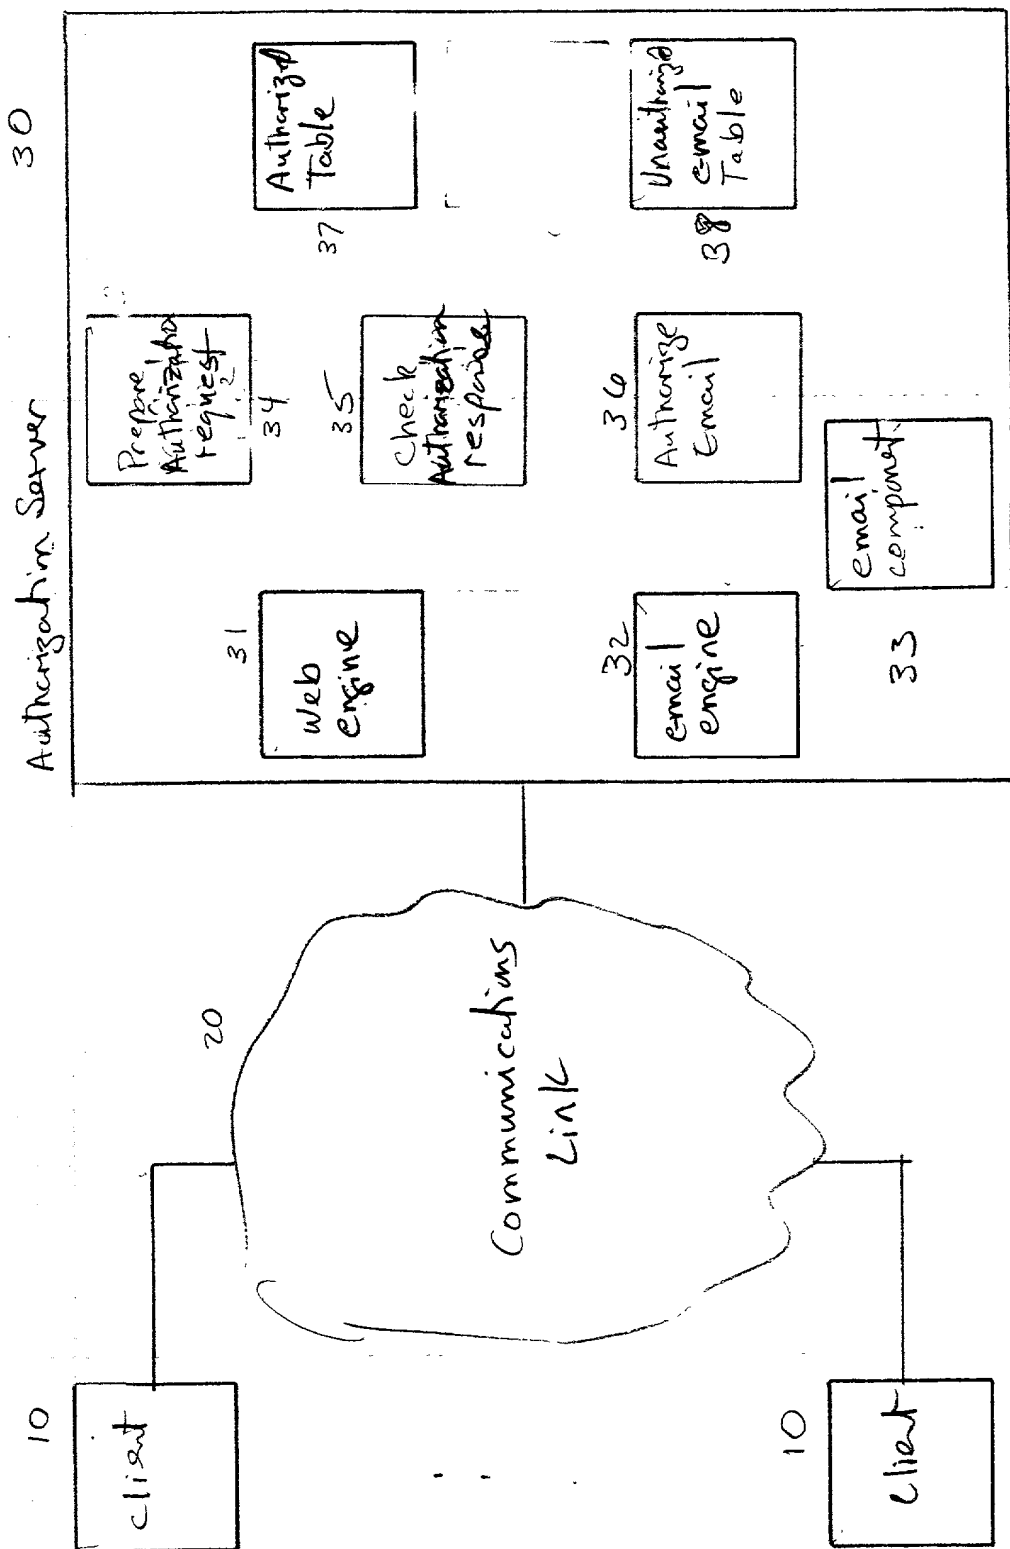 Authorization Server
30
10
Client
20
Communications
Link
10
Client
31
Web
engine
32
email
engine
33
email
componet
Prepare
Authorization
request
34
35
Check
Authorization
response
36
Authorize
Email
37
Authorized
Table
38
Unauthorized
email
Table